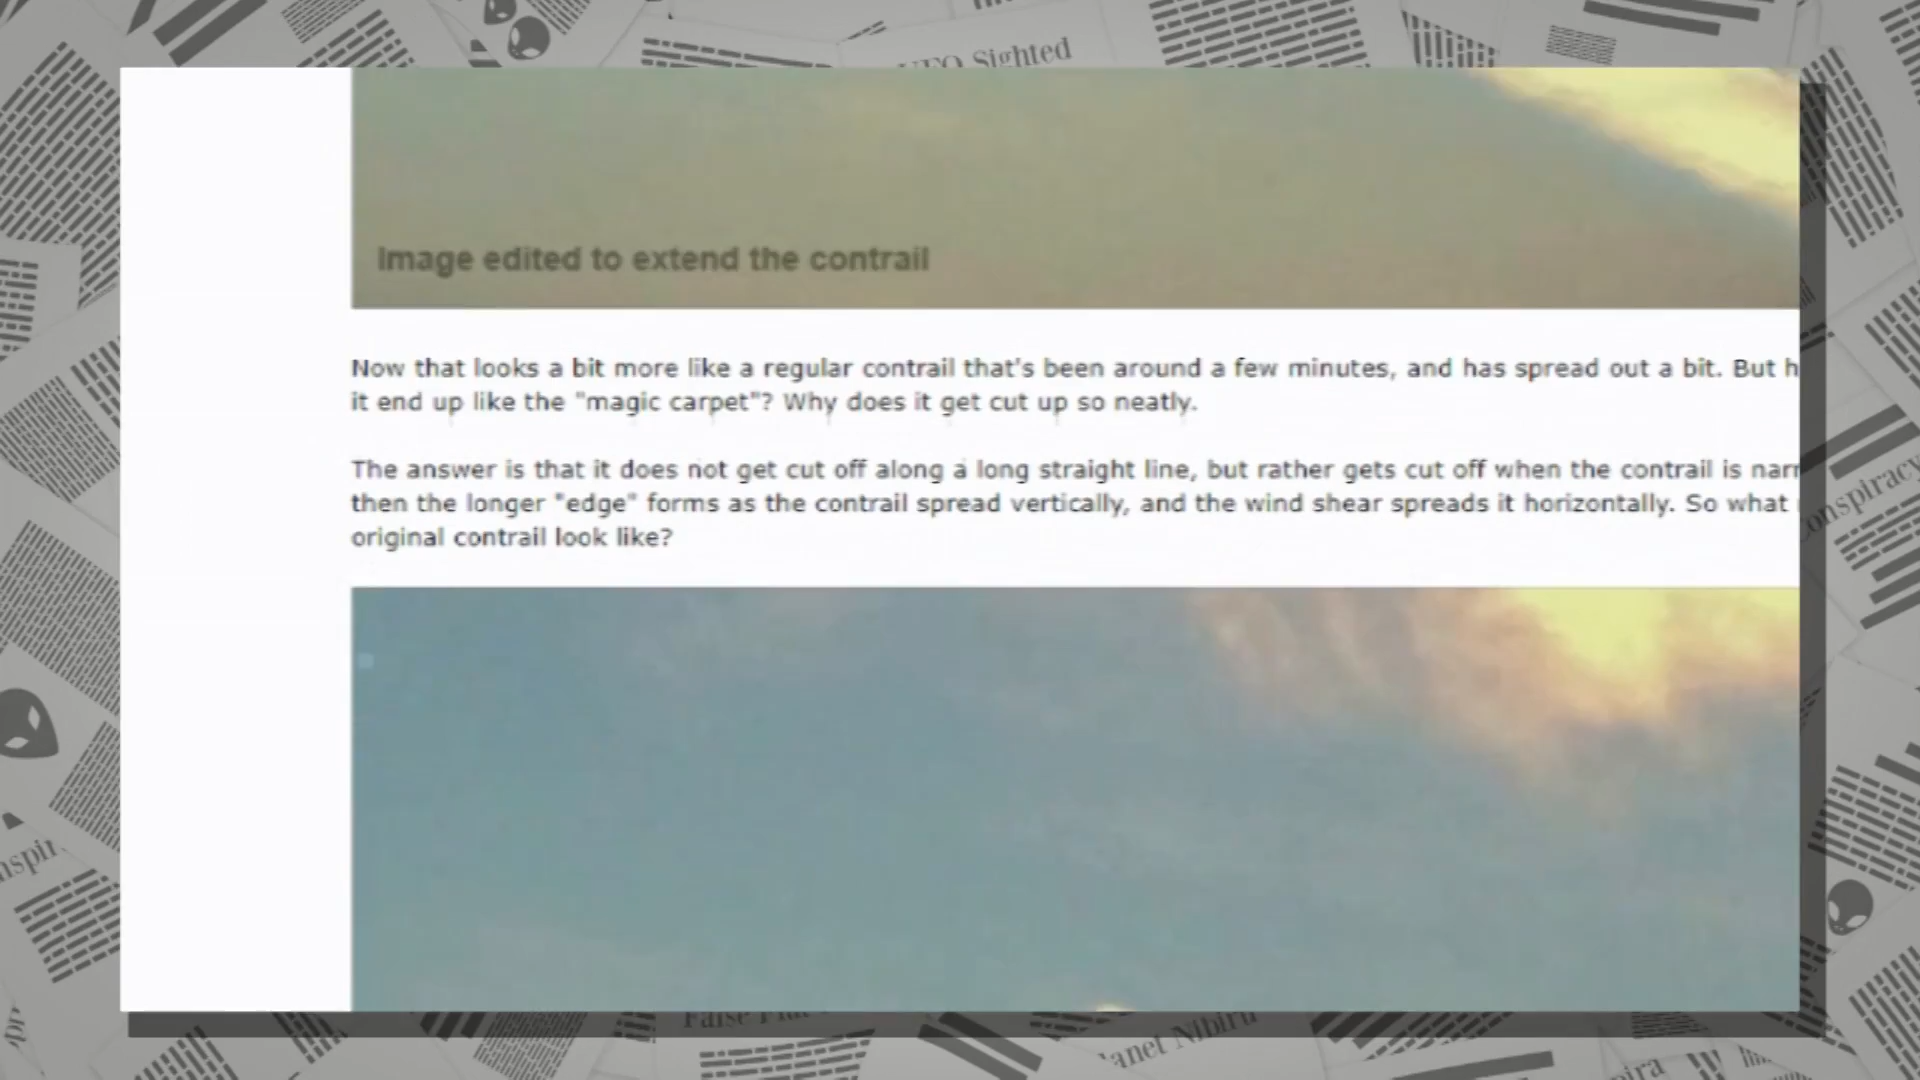 UFO Sighted
Image edited to extend the contrail
Now that looks a bit more like a regular contrail that's been around a few minutes, and has spread out a bit. But
it end up like the "magic carpet"? Why does it get cut up so neatly.
The answer is that it does not get cut off along a long straight line, but rather gets cut off when the contrail is
then the longer "edge" forms as the contrail spread vertically, and the wind shear spreads it horizontally. So what
original contrail look like?